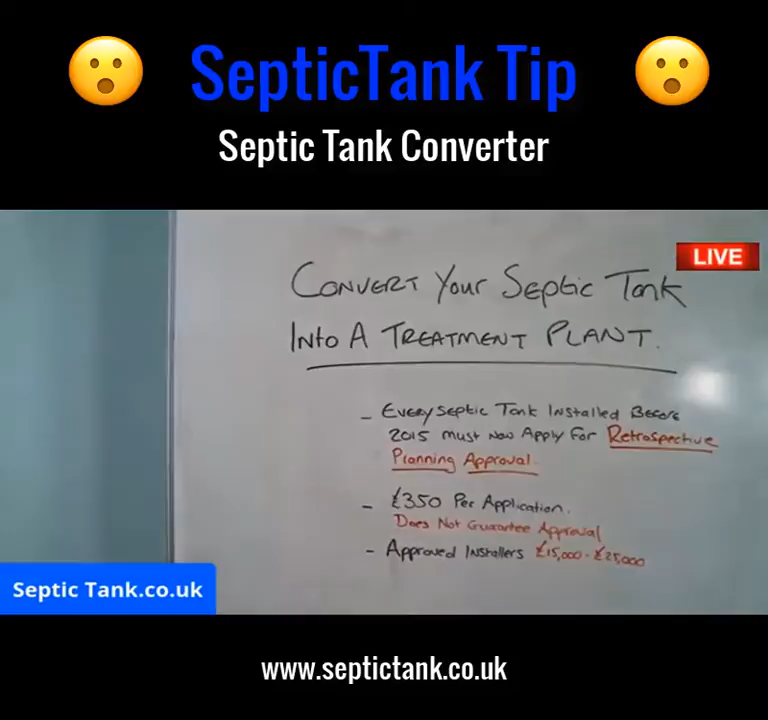 SepticTank Tip
Septic Tank Converter
LIVE
CONVERT Your Septic Tank
INto A TREATMENT PLANT.
- EVERY Septic Tank Installed Before
2015 must Now Apply For Retrospective
Planning Approval.
- £350 Per Application.
Does Not Guarantee Approval
- Approved Installers £15,000 - £25,000
Septic Tank.co.uk
www.septictank.co.uk